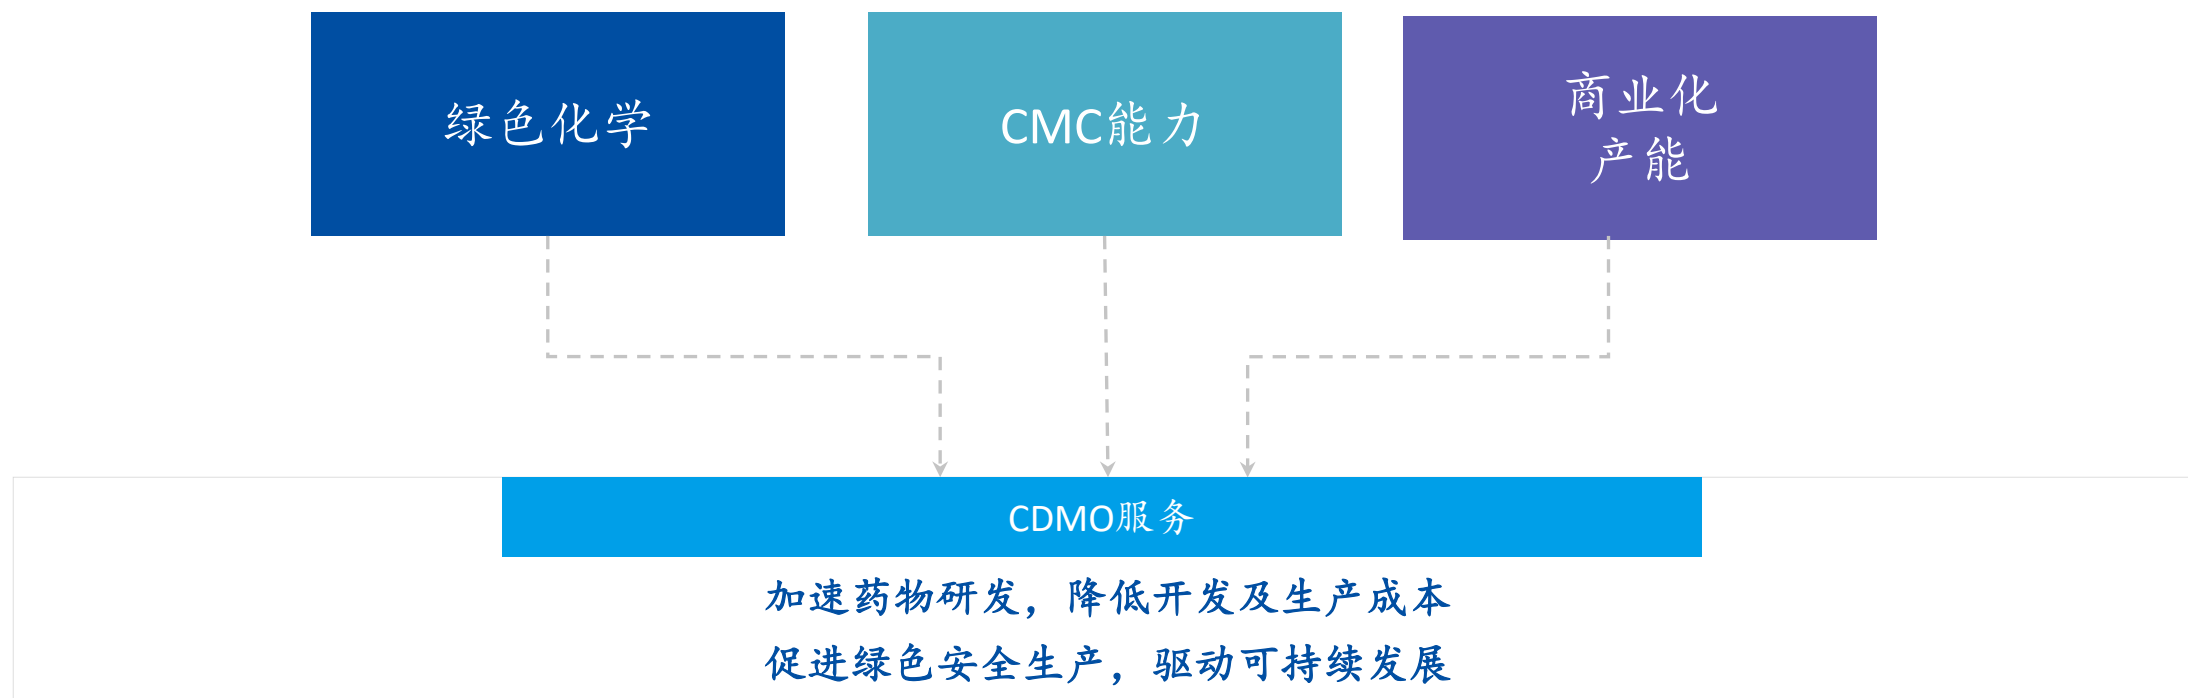 绿色化学
CMC能力
商业化
产能
CDMO服务
加速药物研发，降低开发及生产成本
促进绿色安全生产，驱动可持续发展